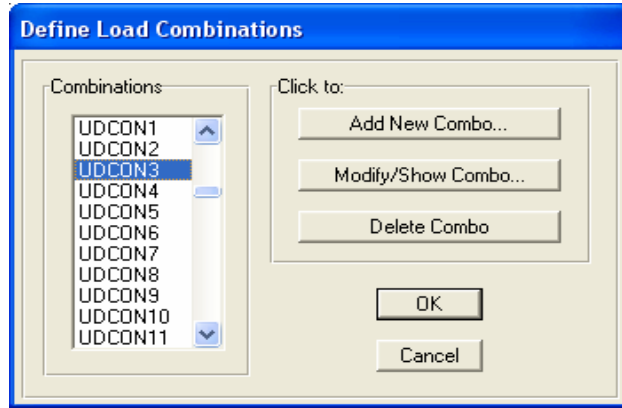 Define Load Combinations
Combinations
UDCON1
UDCON2
UDCON3
UDCON4
UDCON5
UDCON6
UDCON7
UDCON8
UDCON9
UDCON10
UDCON11
Click to:
Add New Combo...
Modify/Show Combo...
Delete Combo
OK
Cancel